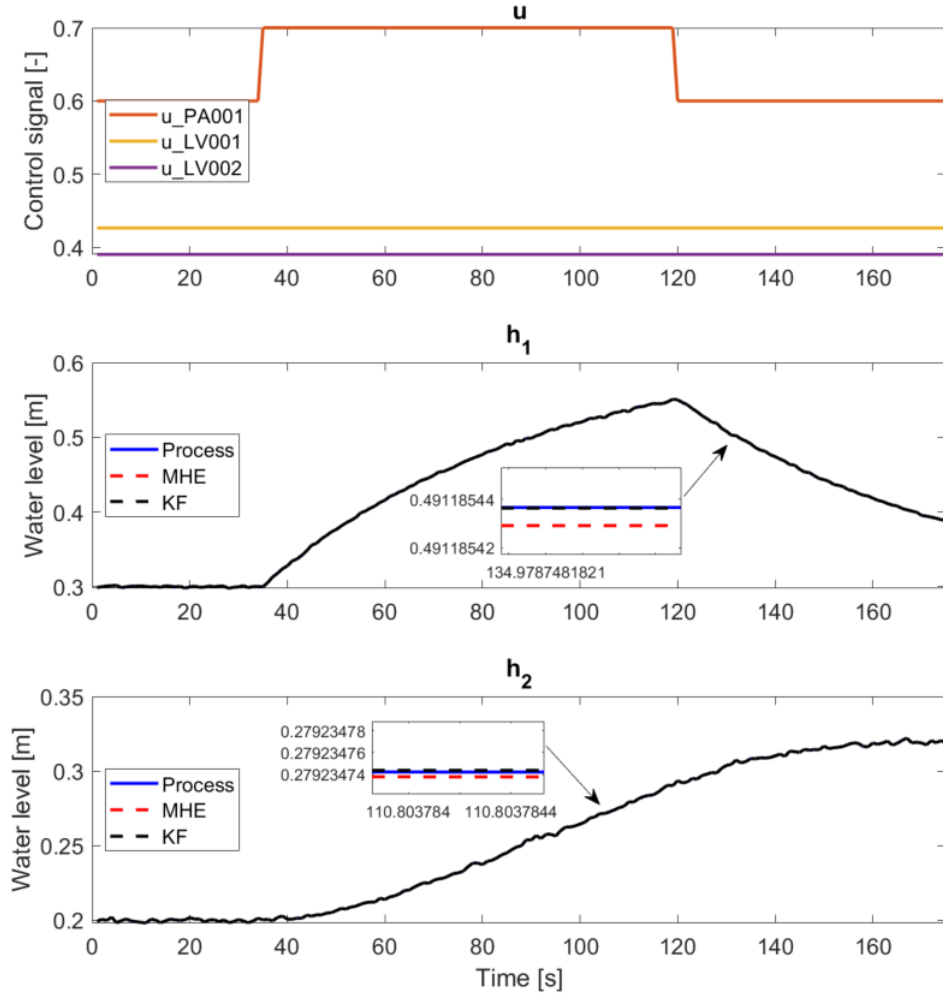 u
Control signal [-]
0.7
0.6
0.5
0.4
u_PA001
u_LV001
u_LV002
0 20 40 60 80 100 120 140 160
h1
Water level [m]
0.6
0.5
0.4
0.3
Process
MHE
KF
0.49118544
0.49118542
134.9787481821
0 20 40 60 80 100 120 140 160
h2
Water level [m]
0.35
0.3
0.25
0.2
Process
MHE
KF
0.27923478
0.27923476
0.27923474
110.803784 110.8037844
0 20 40 60 80 100 120 140 160
Time [s]